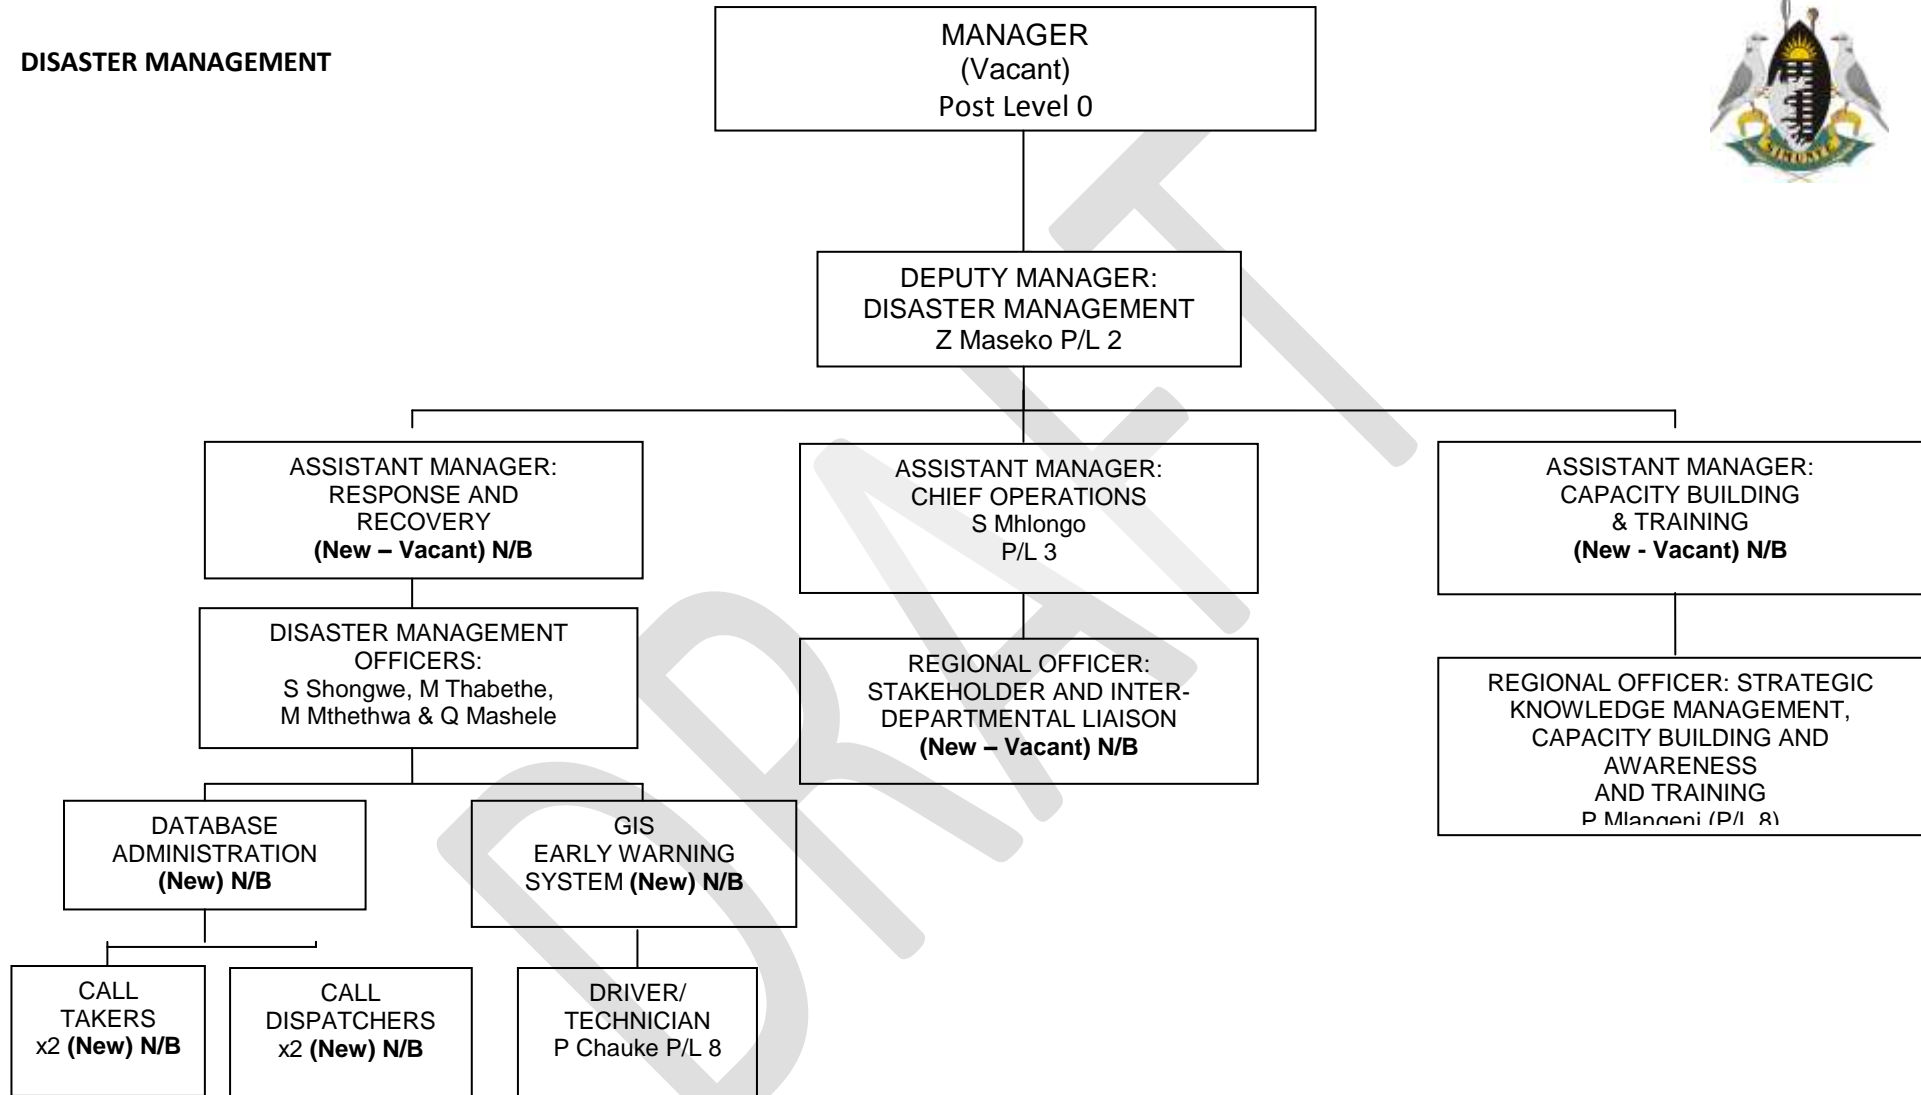 DISASTER MANAGEMENT
MANAGER
(Vacant)
Post Level 0
SIMUNYE
DEPUTY MANAGER:
DISASTER MANAGEMENT
Z Maseko P/L 2
ASSISTANT MANAGER:
RESPONSE AND
RECOVERY
(New – Vacant) N/B
ASSISTANT MANAGER:
CHIEF OPERATIONS
S Mhlongo
P/L 3
ASSISTANT MANAGER:
CAPACITY BUILDING
& TRAINING
(New - Vacant) N/B
DISASTER MANAGEMENT
OFFICERS:
S Shongwe, M Thabethe,
M Mthethwa & Q Mashele
REGIONAL OFFICER:
STAKEHOLDER AND INTER-
DEPARTMENTAL LIAISON
(New – Vacant) N/B
REGIONAL OFFICER: STRATEGIC
KNOWLEDGE MANAGEMENT,
CAPACITY BUILDING AND
AWARENESS
AND TRAINING
P Mlangeni (P/L 8)
DATABASE
ADMINISTRATION
(New) N/B
GIS
EARLY WARNING
SYSTEM (New) N/B
CALL
TAKERS
x2 (New) N/B
CALL
DISPATCHERS
x2 (New) N/B
DRIVER/
TECHNICIAN
P Chauke P/L 8
DRAFT